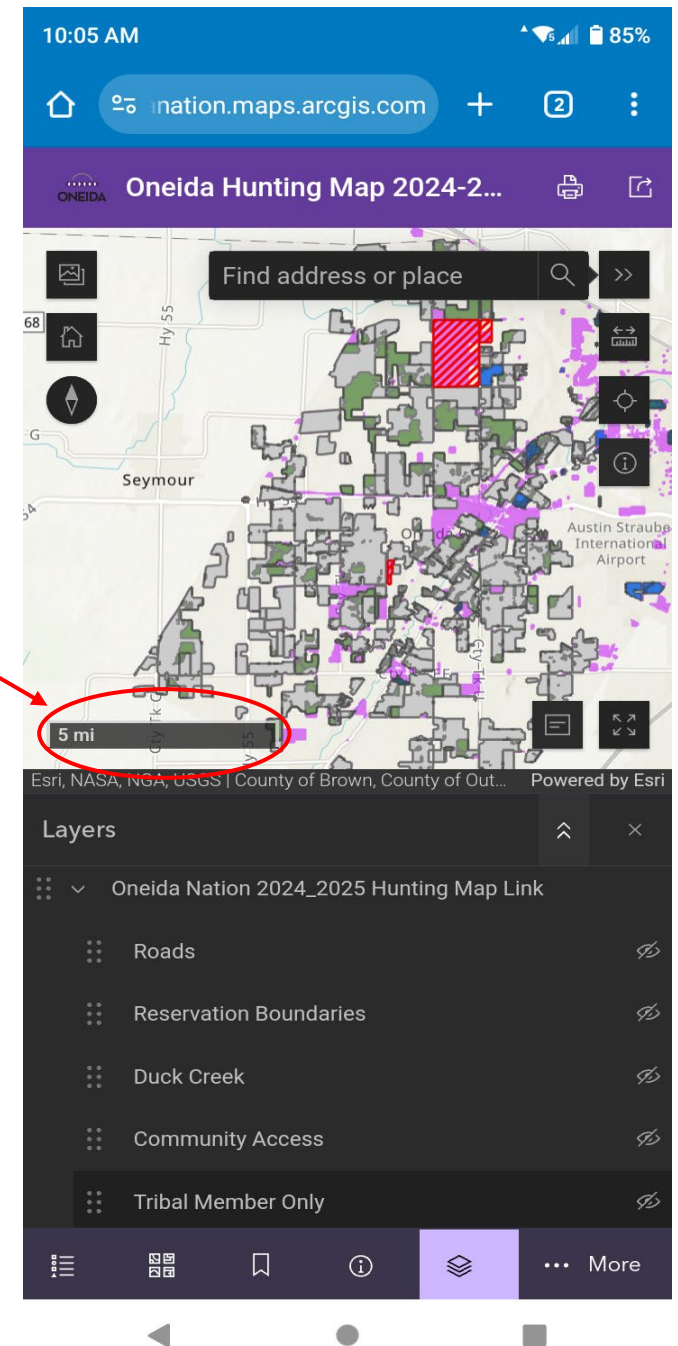 10:05 AM
5
85%
nation.maps.arcgis.com
2
ONEIDA
Oneida Hunting Map 2024-2...
Find address or place
68
Hy 55
G
Seymour
54
Austin Straube
International
Airport
5 mi
Esri, NASA, NGA, USGS | County of Brown, County of Out...
Powered by Esri
Layers
Oneida Nation 2024_2025 Hunting Map Link
Roads
Reservation Boundaries
Duck Creek
Community Access
Tribal Member Only
More